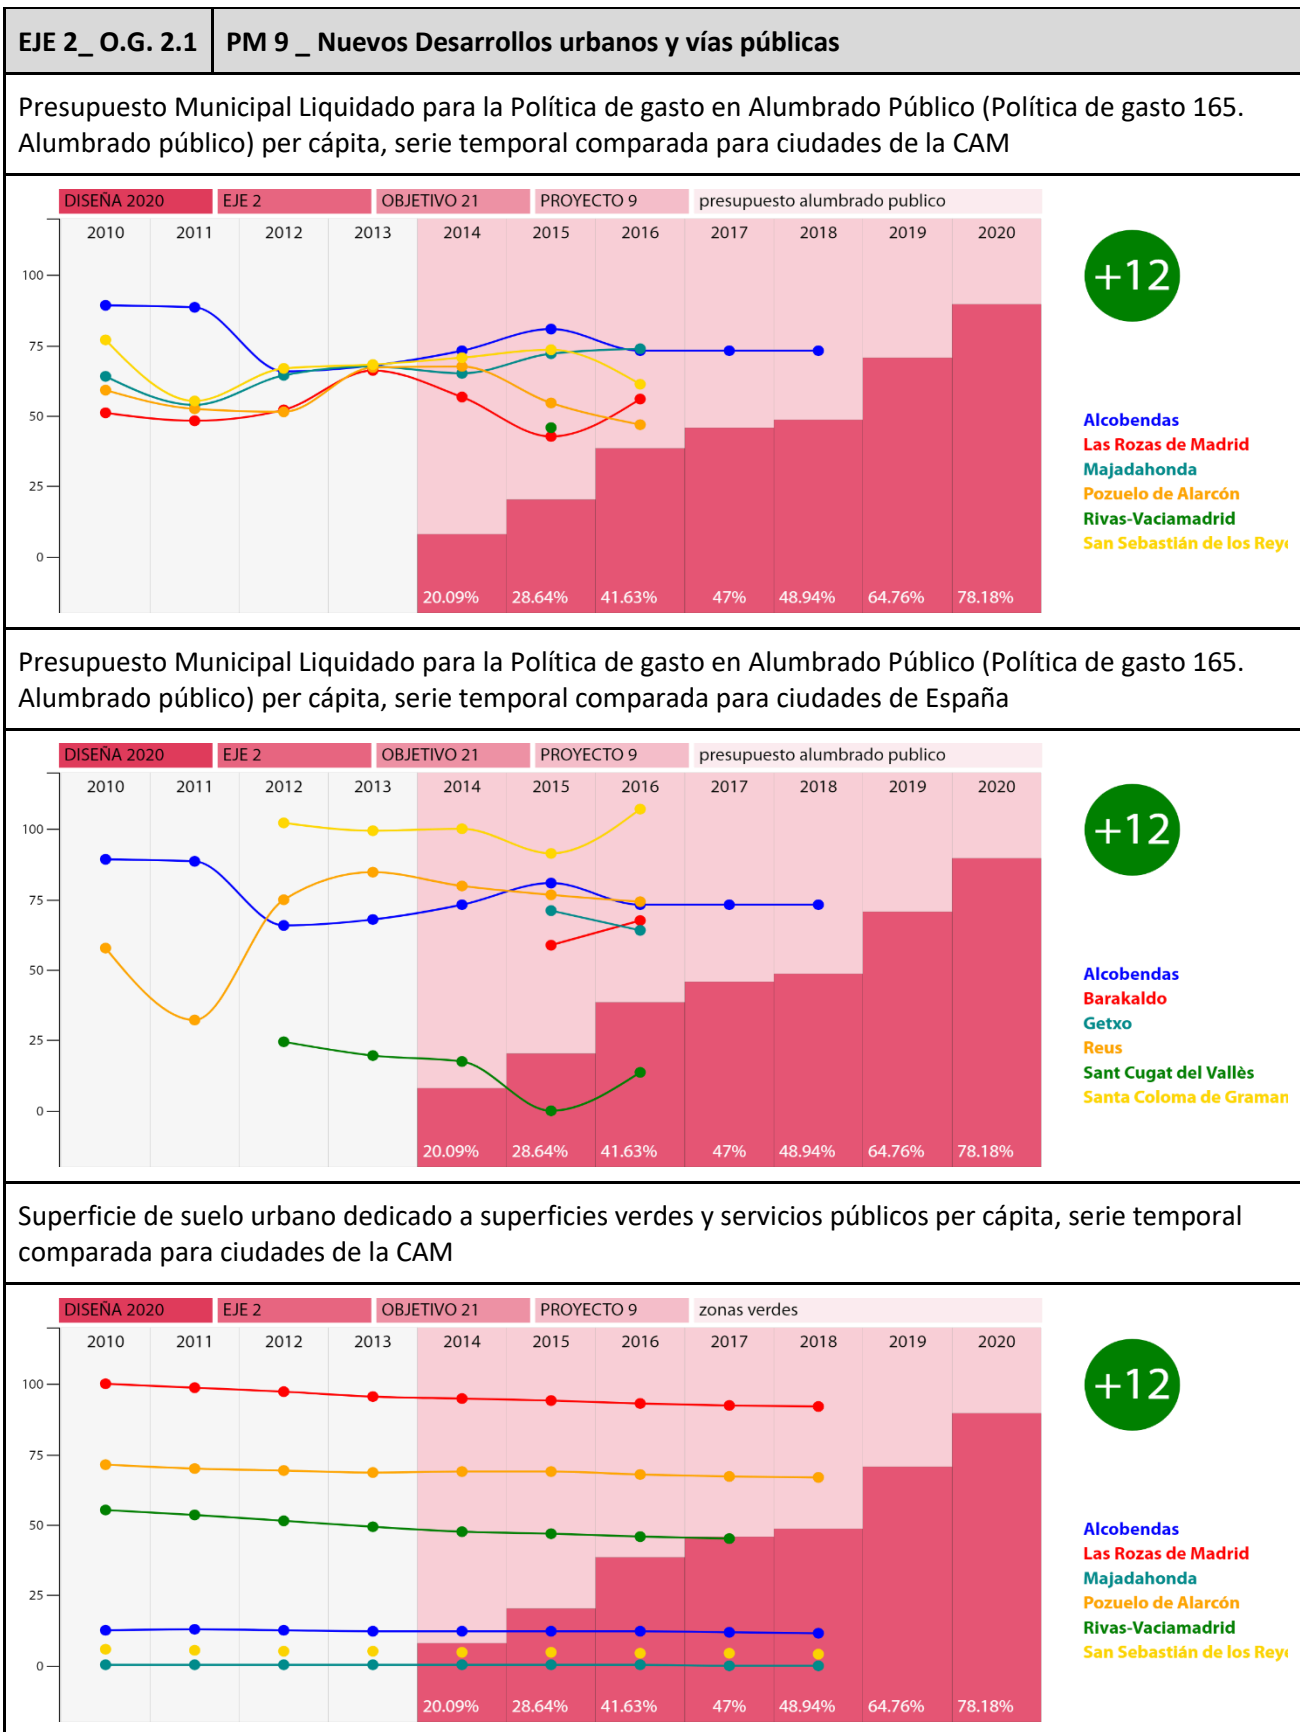 EJE 2_ O.G. 2.1 PM 9 _ Nuevos Desarrollos urbanos y vías públicas
Presupuesto Municipal Liquidado para la Política de gasto en Alumbrado Público (Política de gasto 165.
Alumbrado público) per cápita, serie temporal comparada para ciudades de la CAM
DISEÑA 2020 EJE 2 OBJETIVO 21 PROYECTO 9 presupuesto alumbrado publico
2010 2011 2012 2013 2014 2015 2016 2017 2018 2019 2020
100
75
50
25
0
20.09% 28.64% 41.63% 47% 48.94% 64.76% 78.18%
+12
Alcobendas
Las Rozas de Madrid
Majadahonda
Pozuelo de Alarcón
Rivas-Vaciamadrid
San Sebastián de los Reye
Presupuesto Municipal Liquidado para la Política de gasto en Alumbrado Público (Política de gasto 165.
Alumbrado público) per cápita, serie temporal comparada para ciudades de España
DISEÑA 2020 EJE 2 OBJETIVO 21 PROYECTO 9 presupuesto alumbrado publico
2010 2011 2012 2013 2014 2015 2016 2017 2018 2019 2020
100
75
50
25
0
20.09% 28.64% 41.63% 47% 48.94% 64.76% 78.18%
+12
Alcobendas
Barakaldo
Getxo
Reus
Sant Cugat del Vallès
Santa Coloma de Graman
Superficie de suelo urbano dedicado a superficies verdes y servicios públicos per cápita, serie temporal
comparada para ciudades de la CAM
DISEÑA 2020 EJE 2 OBJETIVO 21 PROYECTO 9 zonas verdes
2010 2011 2012 2013 2014 2015 2016 2017 2018 2019 2020
100
75
50
25
0
20.09% 28.64% 41.63% 47% 48.94% 64.76% 78.18%
+12
Alcobendas
Las Rozas de Madrid
Majadahonda
Pozuelo de Alarcón
Rivas-Vaciamadrid
San Sebastián de los Reye